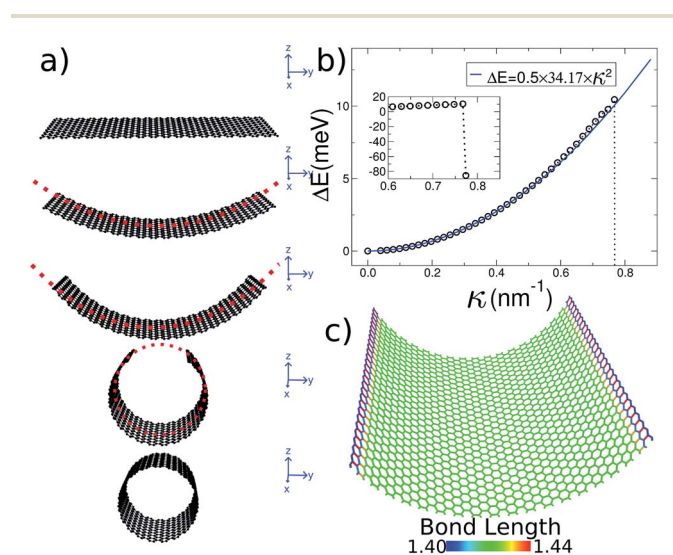 a)
z
y
x
z
y
x
z
y
x
z
y
x
z
y
x
b)
ΔE(meV)
10
5
0
ΔE=0.5×34.17×κ²
20
0
-20
-40
-60
-80
0.6
0.7
0.8
0.0
0.2
0.4
0.6
0.8
κ(nm⁻¹)
c)
Bond Length
1.40
1.44